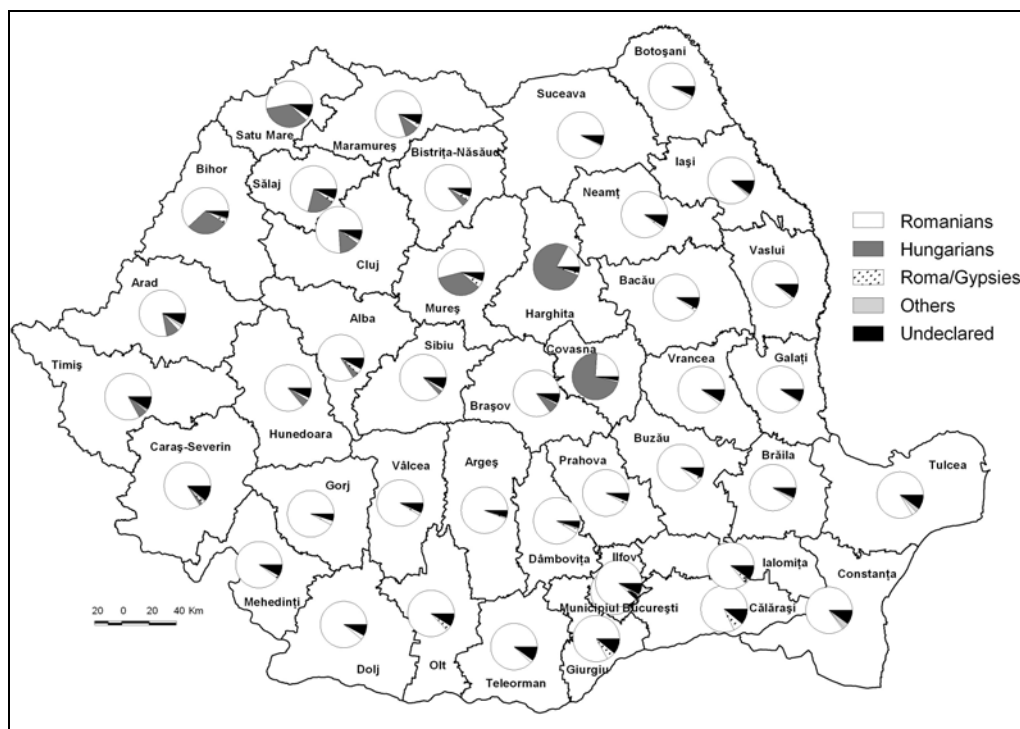 Botoşani
Suceava
Satu Mare
Maramureş
Bistriţa-Năsăud
Iaşi
Bihor
Sălaj
Neamţ
Romanians
Hungarians
Roma/Gypsies
Others
Undeclared
Cluj
Vaslui
Arad
Mureş
Harghita
Bacău
Alba
Sibiu
Covasna
Timiş
Vrancea
Galaţi
Braşov
Hunedoara
Caraş-Severin
Buzău
Vâlcea
Argeş
Prahova
Brăila
Tulcea
Gorj
Dâmboviţa
Ilfov
Ialomiţa
Constanţa
Mehedinţi
Municipiul Bucureşti
Călăraşi
20 0 20 40 Km
Dolj
Olt
Teleorman
Giurgiu